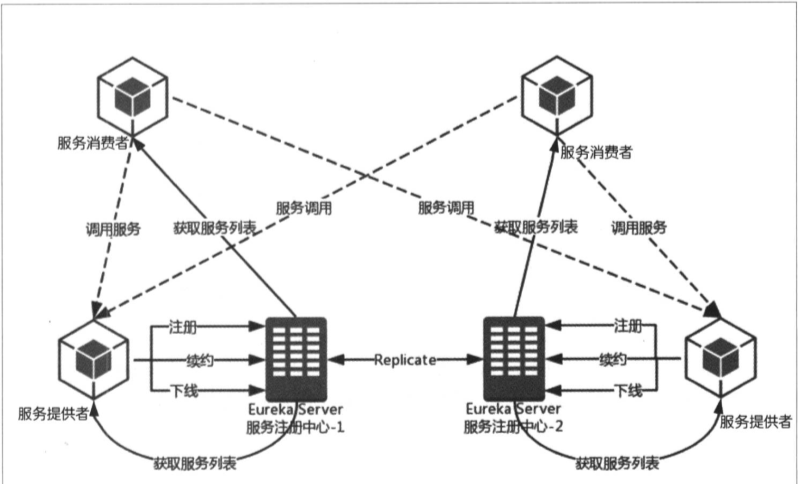 服务消费者
服务消费者
服务调用
服务调用
调用服务
获取服务列表
获取服务列表
调用服务
注册
注册
续约
Replicate
续约
下线
下线
服务提供者
Eureka Server
服务注册中心-1
Eureka Server
服务注册中心-2
服务提供者
获取服务列表
获取服务列表